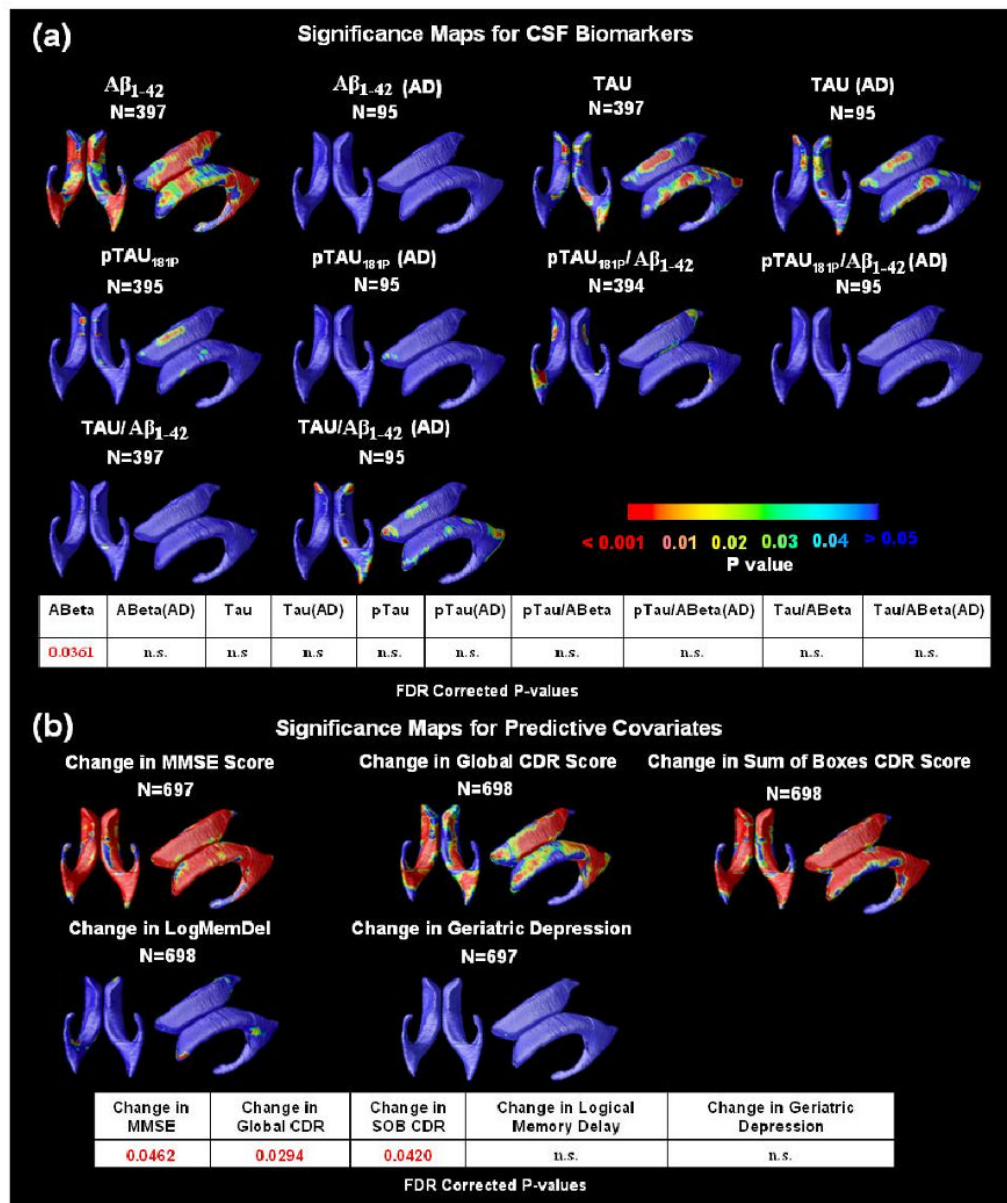 (a) Significance Maps for CSF Biomarkers
Aβ1-42 Aβ1-42 (AD) TAU TAU (AD)
N=397 N=95 N=397 N=95
pTAU181P pTAU181P (AD) pTAU181P/Aβ1-42 pTAU181P/Aβ1-42 (AD)
N=395 N=95 N=394 N=95
TAU/Aβ1-42 TAU/Aβ1-42 (AD)
N=397 N=95
< 0.001 0.01 0.02 0.03 0.04 > 0.05
P value
ABeta ABeta(AD) Tau Tau(AD) pTau pTau(AD) pTau/ABeta pTau/ABeta(AD) Tau/ABeta Tau/ABeta(AD)
0.0361 n.s. n.s n.s n.s. n.s. n.s. n.s. n.s. n.s.
FDR Corrected P-values
(b) Significance Maps for Predictive Covariates
Change in MMSE Score Change in Global CDR Score Change in Sum of Boxes CDR Score
N=697 N=698 N=698
Change in LogMemDel Change in Geriatric Depression
N=698 N=697
Change in Change in Change in Change in Logical Change in Geriatric
MMSE Global CDR SOB CDR Memory Delay Depression
0.0462 0.0294 0.0420 n.s. n.s.
FDR Corrected P-values